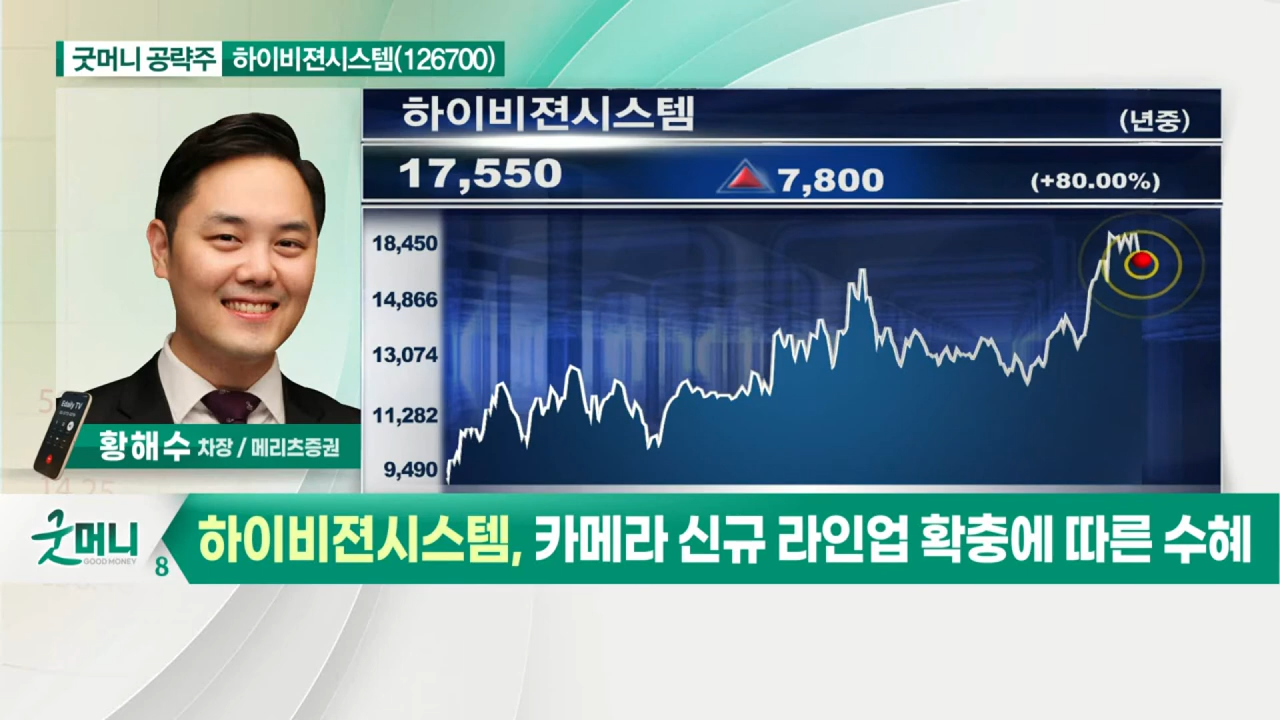 굿머니 공략주 하이비젼시스템(126700)
하이비젼시스템 (년중)
17,550 7,800 (+80.00%)
18,450
14,866
13,074
11,282
9,490
Edaily TV
황해수 차장 / 메리츠증권
14.25
굿머니
GOOD MONEY
8
하이비젼시스템, 카메라 신규 라인업 확충에 따른 수혜